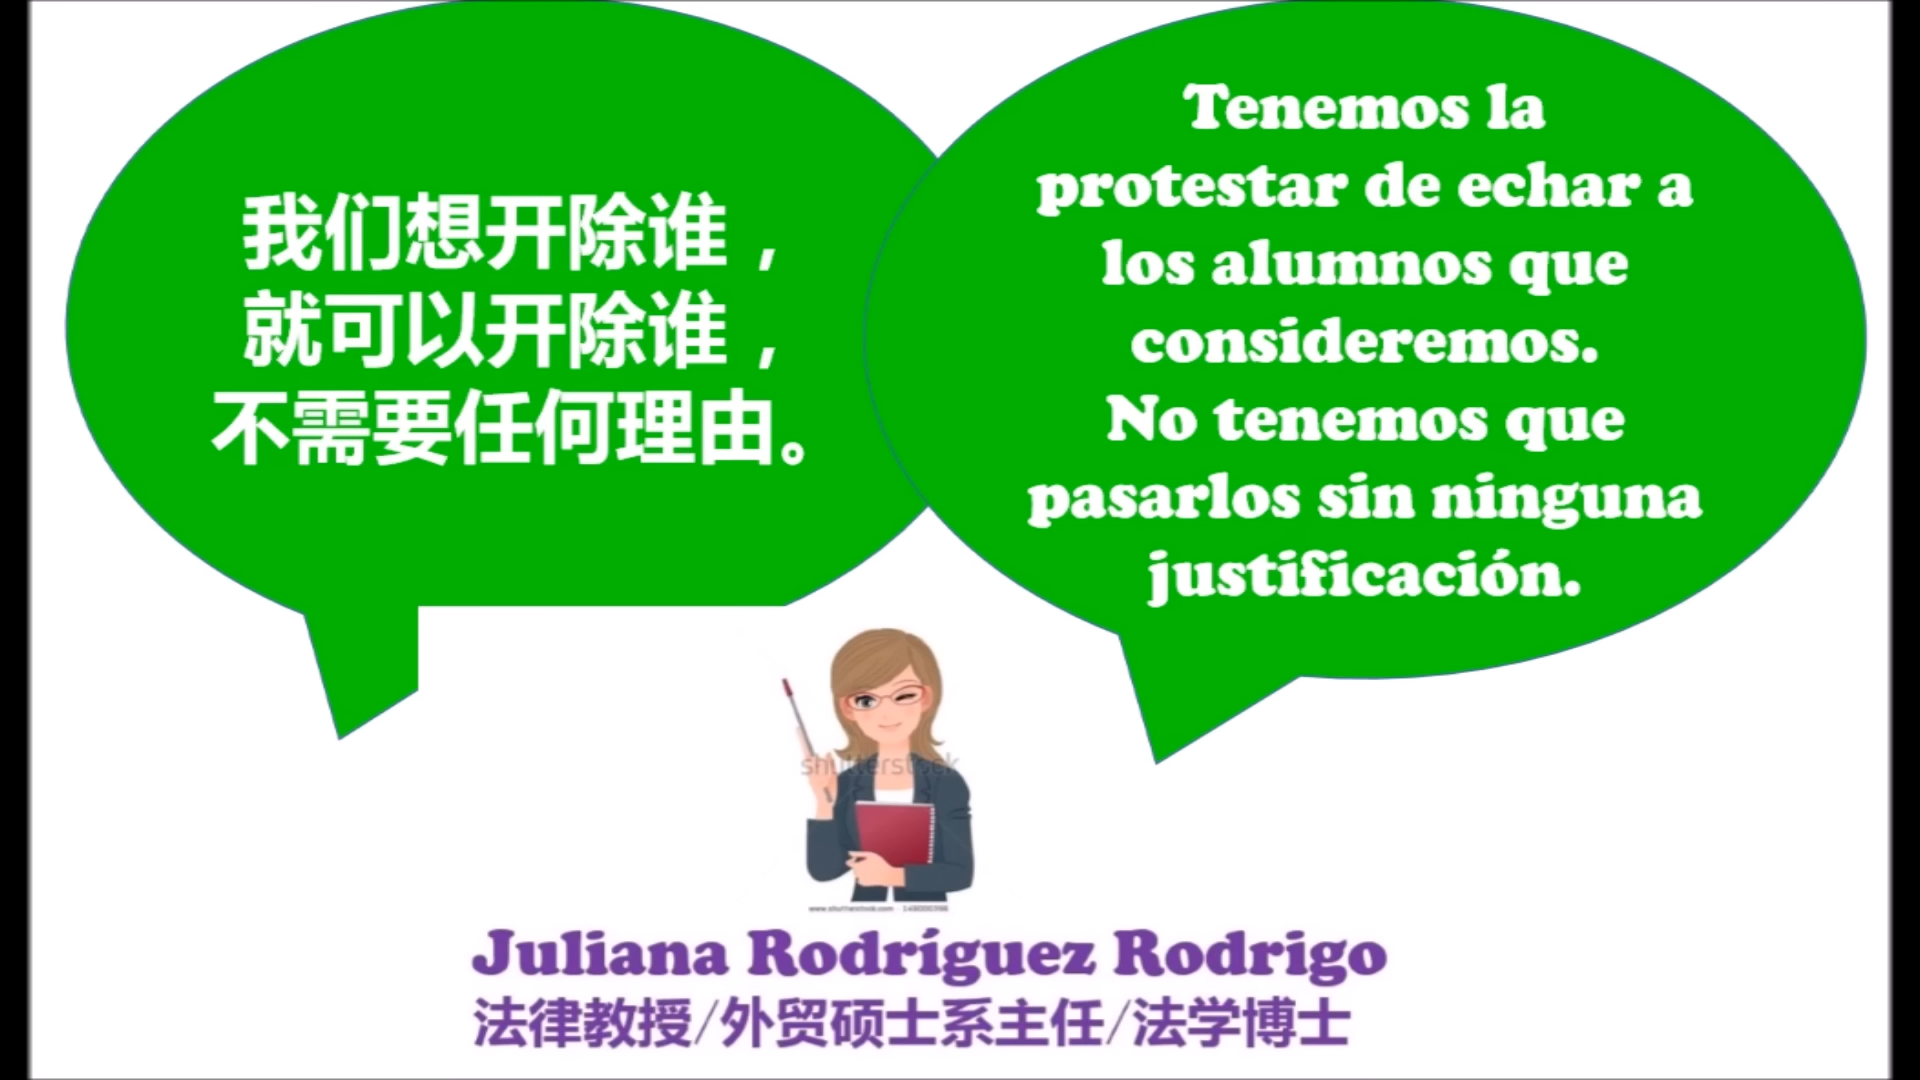 我们想开除谁，
就可以开除谁，
不需要任何理由。
Tenemos la
protestar de echar a
los alumnos que
consideremos.
No tenemos que
pasarlos sin ninguna
justificación.
shutterstock
Juliana Rodríguez Rodrigo
法律教授/外贸硕士系主任/法学博士